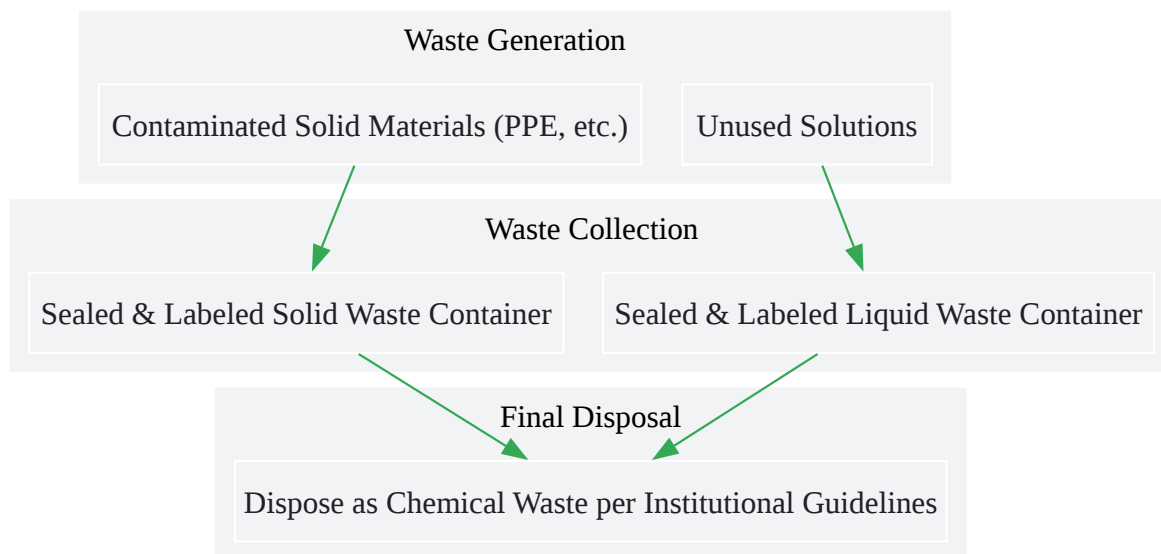 Waste Generation
Contaminated Solid Materials (PPE, etc.)
Unused Solutions
Waste Collection
Sealed & Labeled Solid Waste Container
Sealed & Labeled Liquid Waste Container
Final Disposal
Dispose as Chemical Waste per Institutional Guidelines